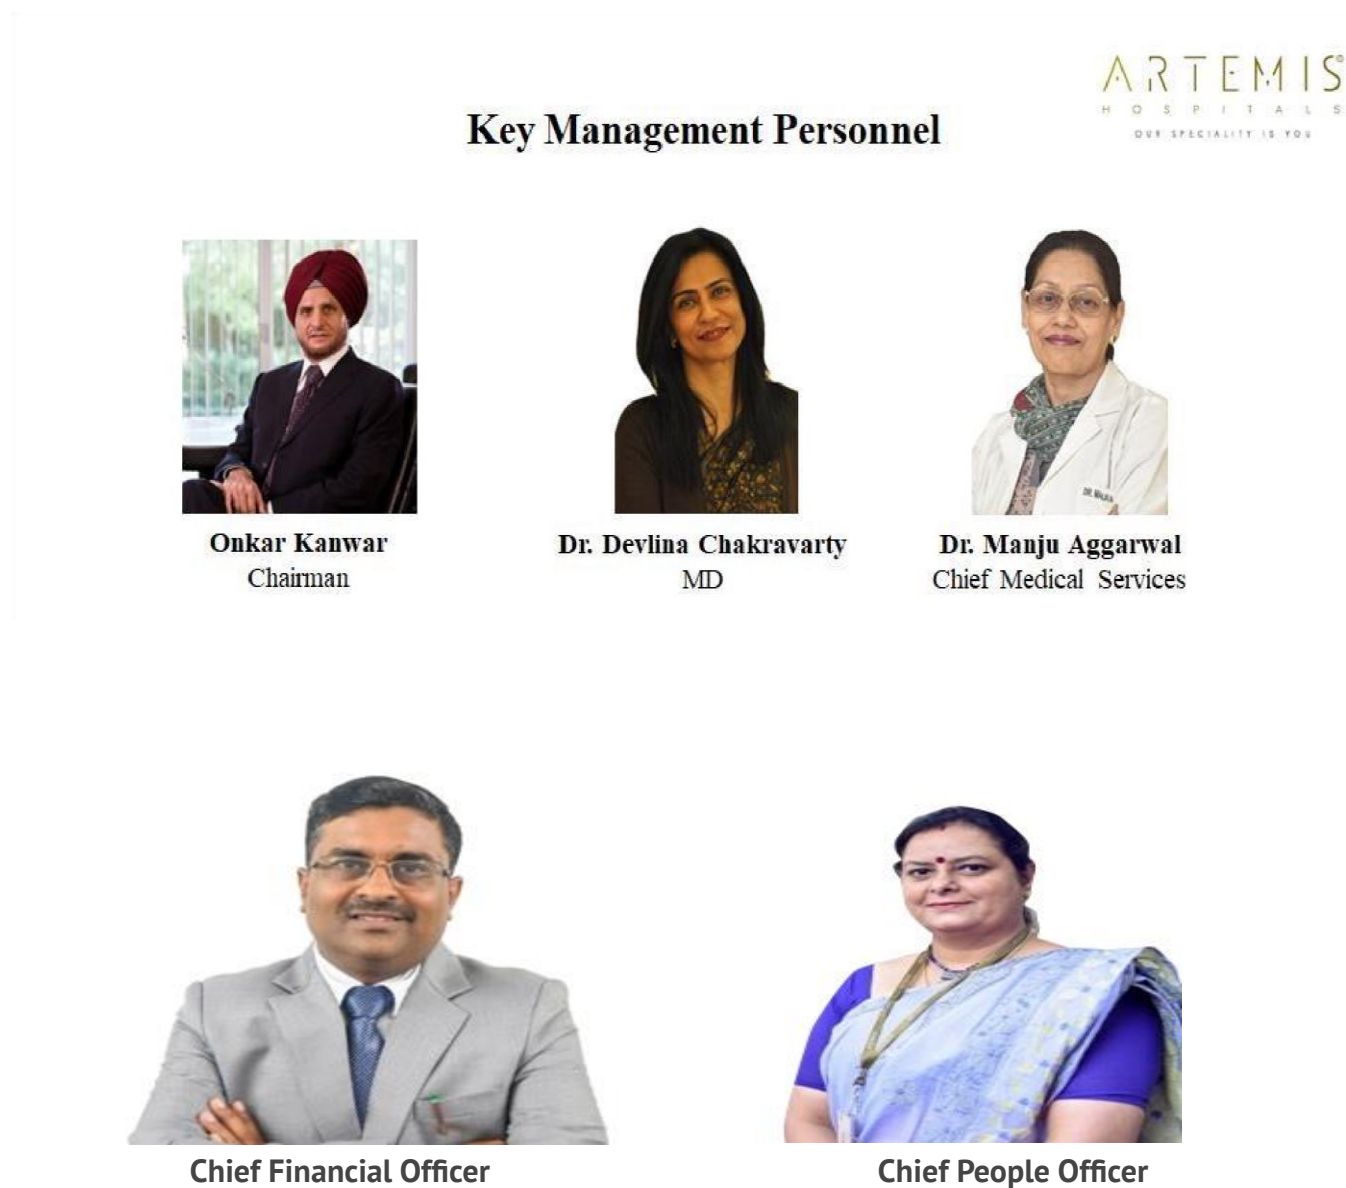 ARTEMIS
HOSPITALS
OUR SPECIALITY IS YOU
Key Management Personnel
Onkar Kanwar
Chairman
Dr. Devlina Chakravarty
MD
Dr. Manju Aggarwal
Chief Medical Services
Chief Financial Officer
Chief People Officer